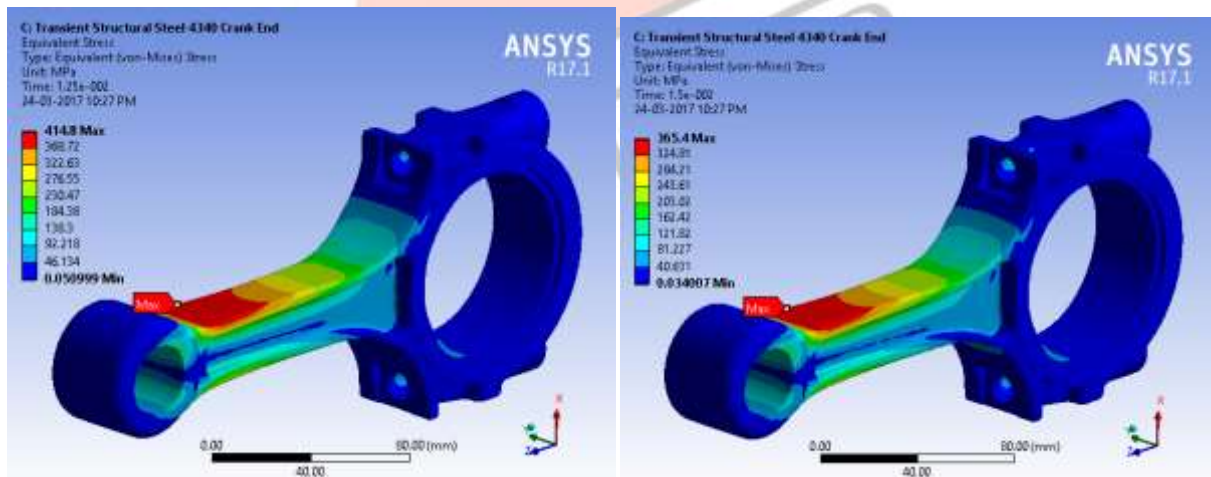 C: Transient Structural Steel 4340 Crank End
Equivalent Stress
Type: Equivalent (von-Mises) Stress
Unit: MPa
Time: 1.25e-002
24-03-2017 10:27 PM
ANSYS
R17.1
414.8 Max
368.72
322.63
276.55
230.47
184.38
138.3
92.218
46.134
0.050999 Min
Max
0.00
80.00 (mm)
40.00
X
Z
C: Transient Structural Steel 4340 Crank End
Equivalent Stress
Type: Equivalent (von-Mises) Stress
Unit: MPa
Time: 1.5e-002
24-03-2017 10:27 PM
ANSYS
R17.1
365.4 Max
324.81
284.21
243.61
203.02
162.42
121.82
81.227
40.631
0.034007 Min
Max
0.00
80.00 (mm)
40.00
X
Z